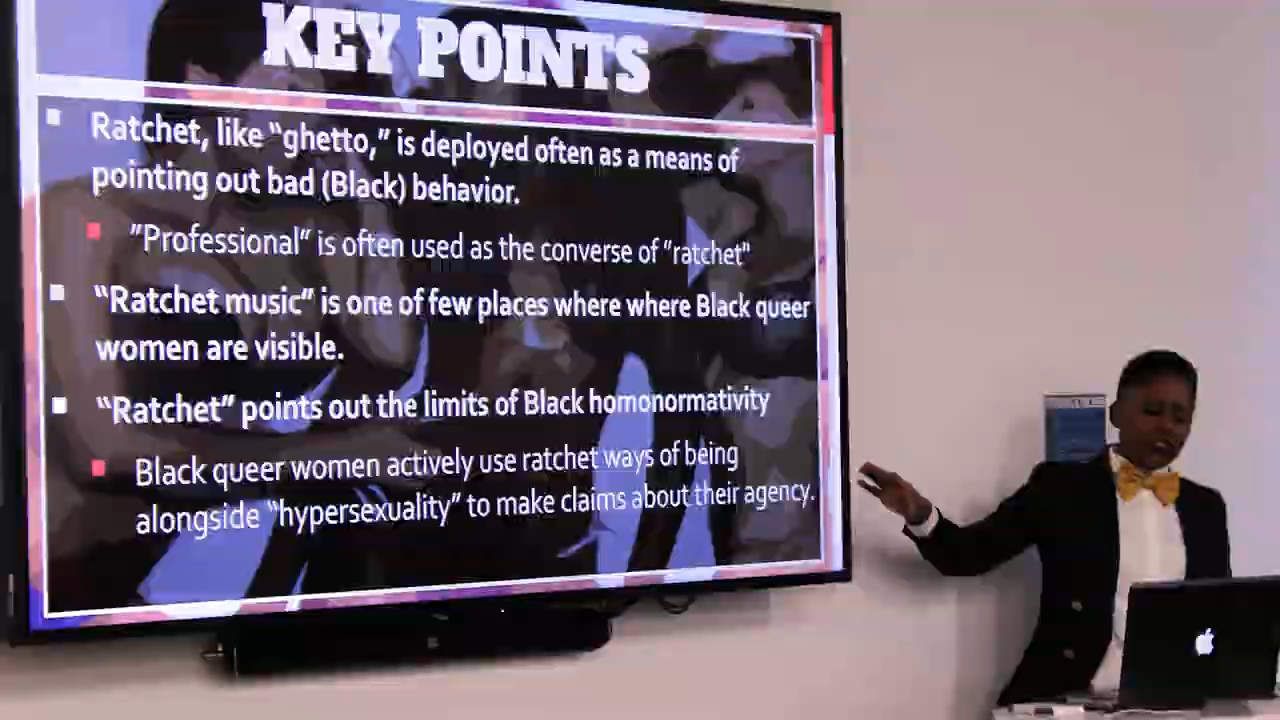 KEY POINTS
Ratchet, like “ghetto,” is deployed often as a means of
pointing out bad (Black) behavior.
”Professional” is often used as the converse of “ratchet”
“Ratchet music” is one of few places where where Black queer
women are visible.
“Ratchet” points out the limits of Black homonormativity
Black queer women actively use ratchet ways of being
alongside “hypersexuality” to make claims about their agency.